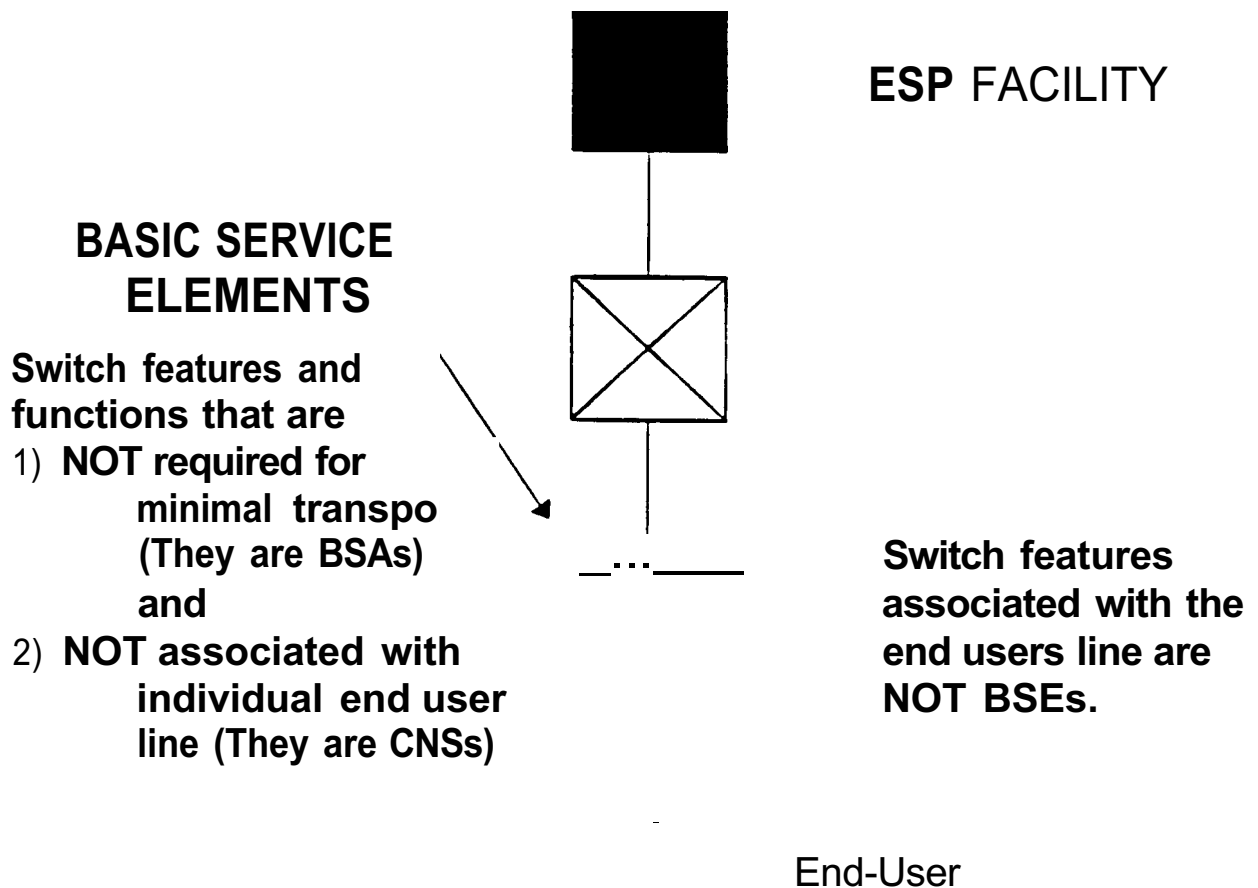 ESP FACILITY
BASIC SERVICE
ELEMENTS
Switch features and
functions that are
1) NOT required for
minimal transpo
(They are BSAs)
and
2) NOT associated with
individual end user
line (They are CNSs)
Switch features
associated with the
end users line are
NOT BSEs.
End-User